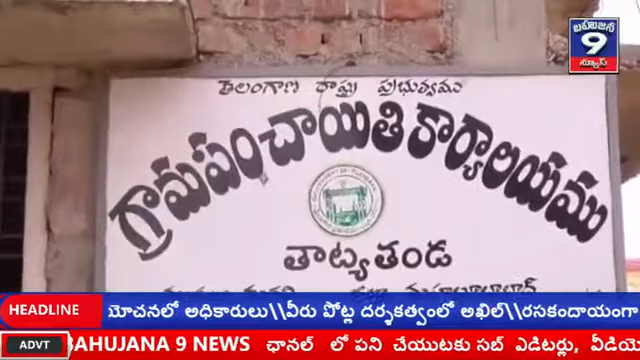 బహుజన
9
న్యూస్
తెలంగాణ రాష్ట్ర ప్రభుత్వము
గ్రామపంచాయితి కార్యాలయము
తాట్య తండ
HEADLINE యోచనలో అధికారులు\\వీరు పోట్ల దర్శకత్వంలో అఖిల్\\రసకందాయంగా
ADVT BAHUJANA 9 NEWS ఛానల్ లో పని చేయుటకు సబ్ ఎడిటర్లు, వీడియో